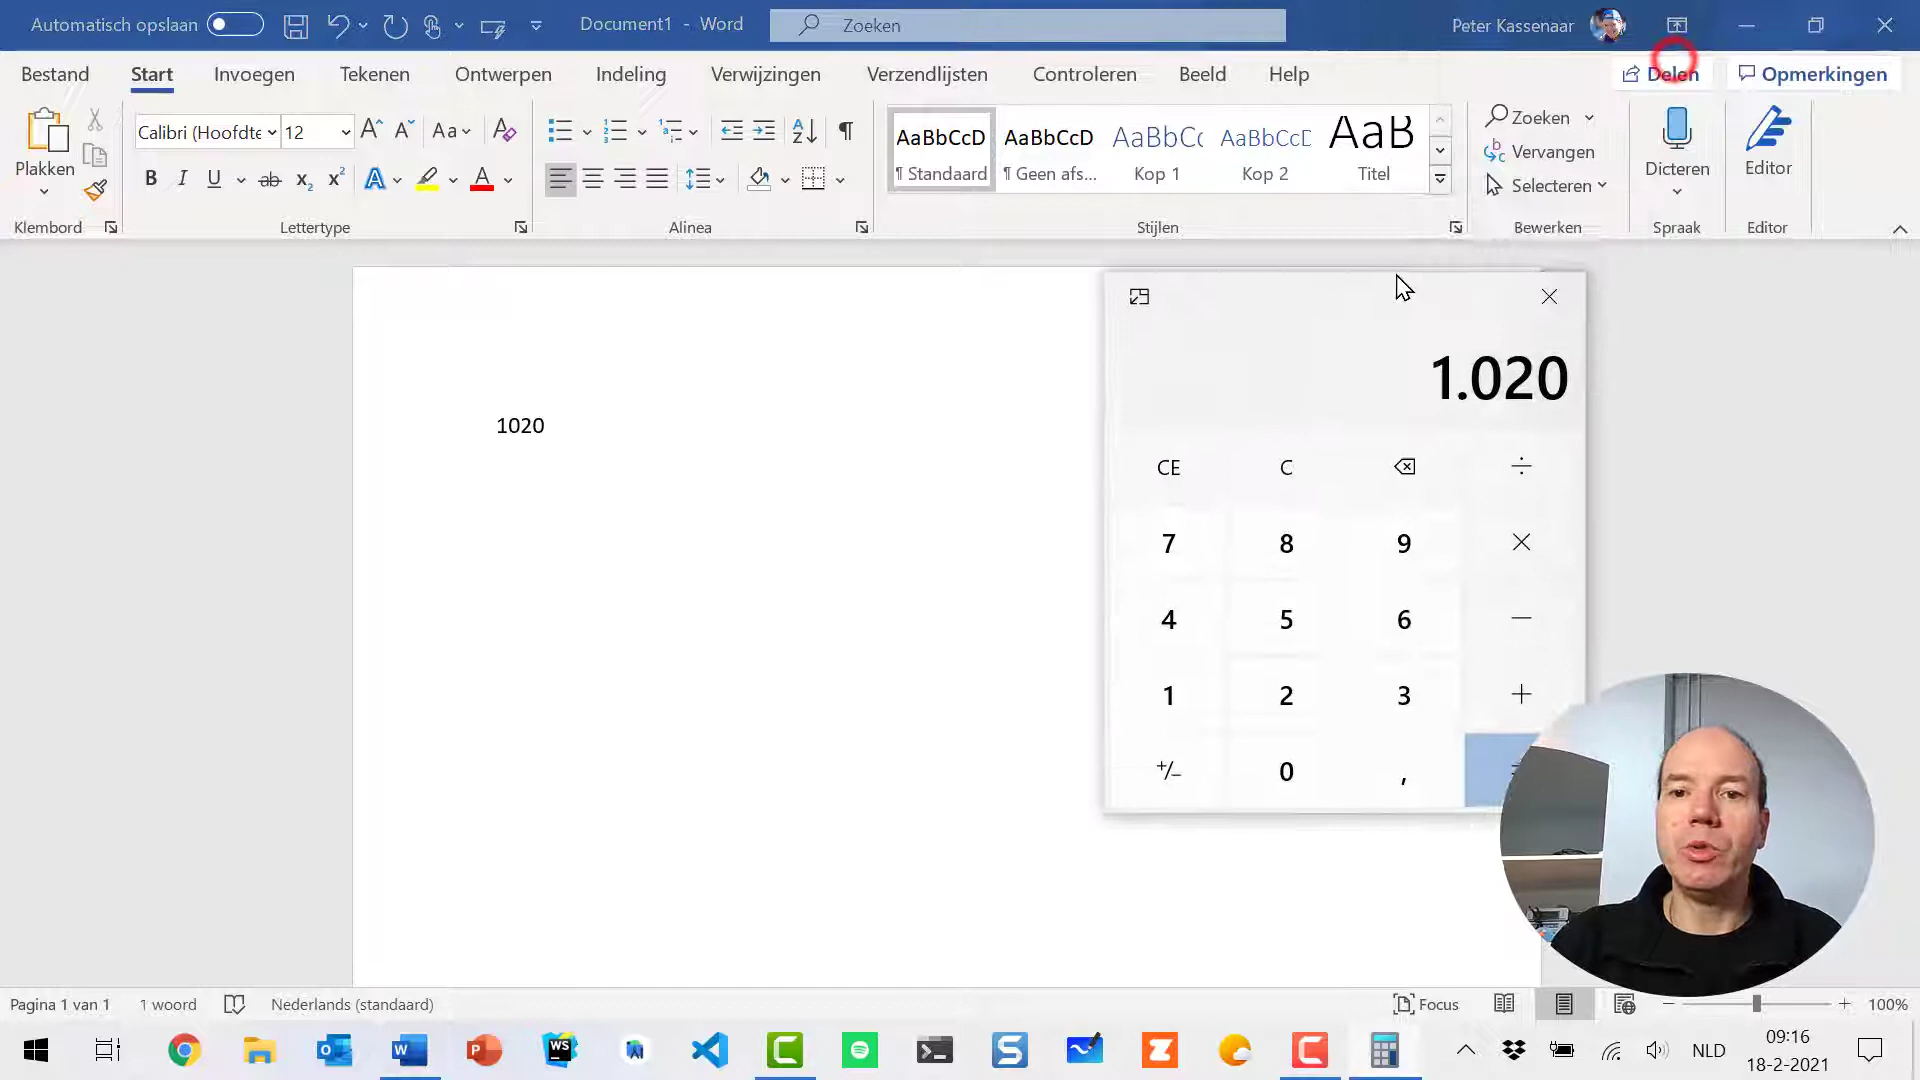 Automatisch opslaan
Document1 - Word
Zoeken
Peter Kassenaar
Bestand Start Invoegen Tekenen Ontwerpen Indeling Verwijzingen Verzendlijsten Controleren Beeld Help
Delen Opmerkingen
Plakken
Klembord
Calibri (Hoofdte 12
Aa
B I U ab x₂ x² A A
Lettertype
Alinea
AaBbCcD AaBbCcD AaBbCc AaBbCcD AaB
¶ Standaard ¶ Geen afs... Kop 1 Kop 2 Titel
Stijlen
Zoeken
Vervangen
Selecteren
Bewerken
Dicteren
Spraak
Editor
Editor
1020
1.020
CE C ÷
7 8 9 ×
4 5 6 −
1 2 3 +
+/− 0 ,
Pagina 1 van 1 1 woord Nederlands (standaard)
Focus
100%
NLD
09:16
18-2-2021